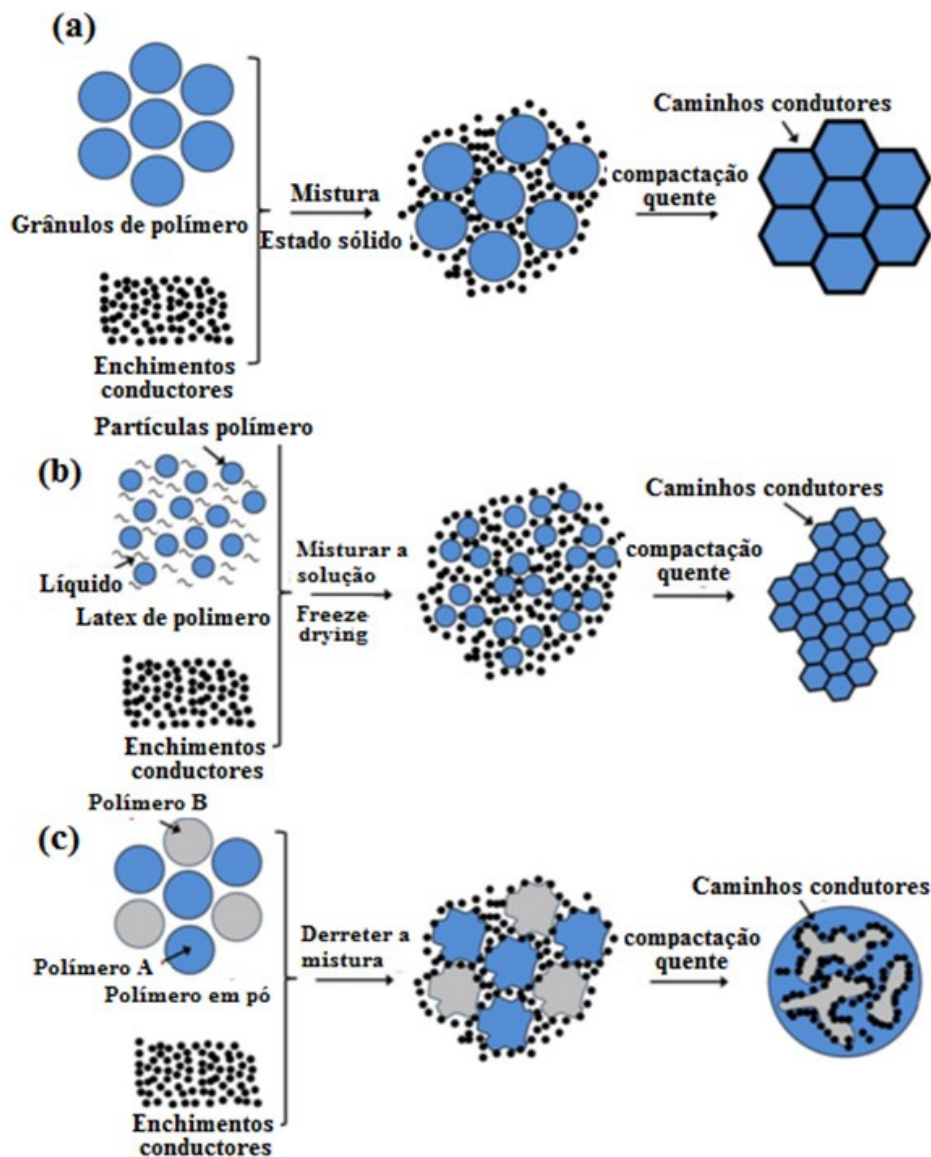 (a)
Grânulos de polímero
Enchimentos
conductores
Mistura
Estado sólido
compactação
quente
Caminhos condutores
(b)
Partículas polímero
Líquido
Latex de polimero
Enchimentos
conductores
Misturar a
solução
Freeze-
drying
compactação
quente
Caminhos condutores
(c)
Polímero B
Polímero A
Polímero em pó
Enchimentos
conductores
Derreter a
mistura
compactação
quente
Caminhos condutores